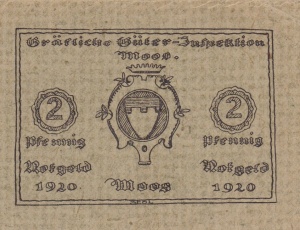 Gräfliche Güter-Inspektion
Moos.
2 2
Pfennig Pfennig
Notgeld Notgeld
1920 Moos 1920